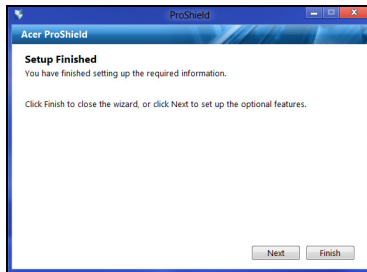 ProShield
Acer ProShield
Setup Finished
You have finished setting up the required information.
Click Finish to close the wizard, or click Next to set up the optional features.
Next Finish